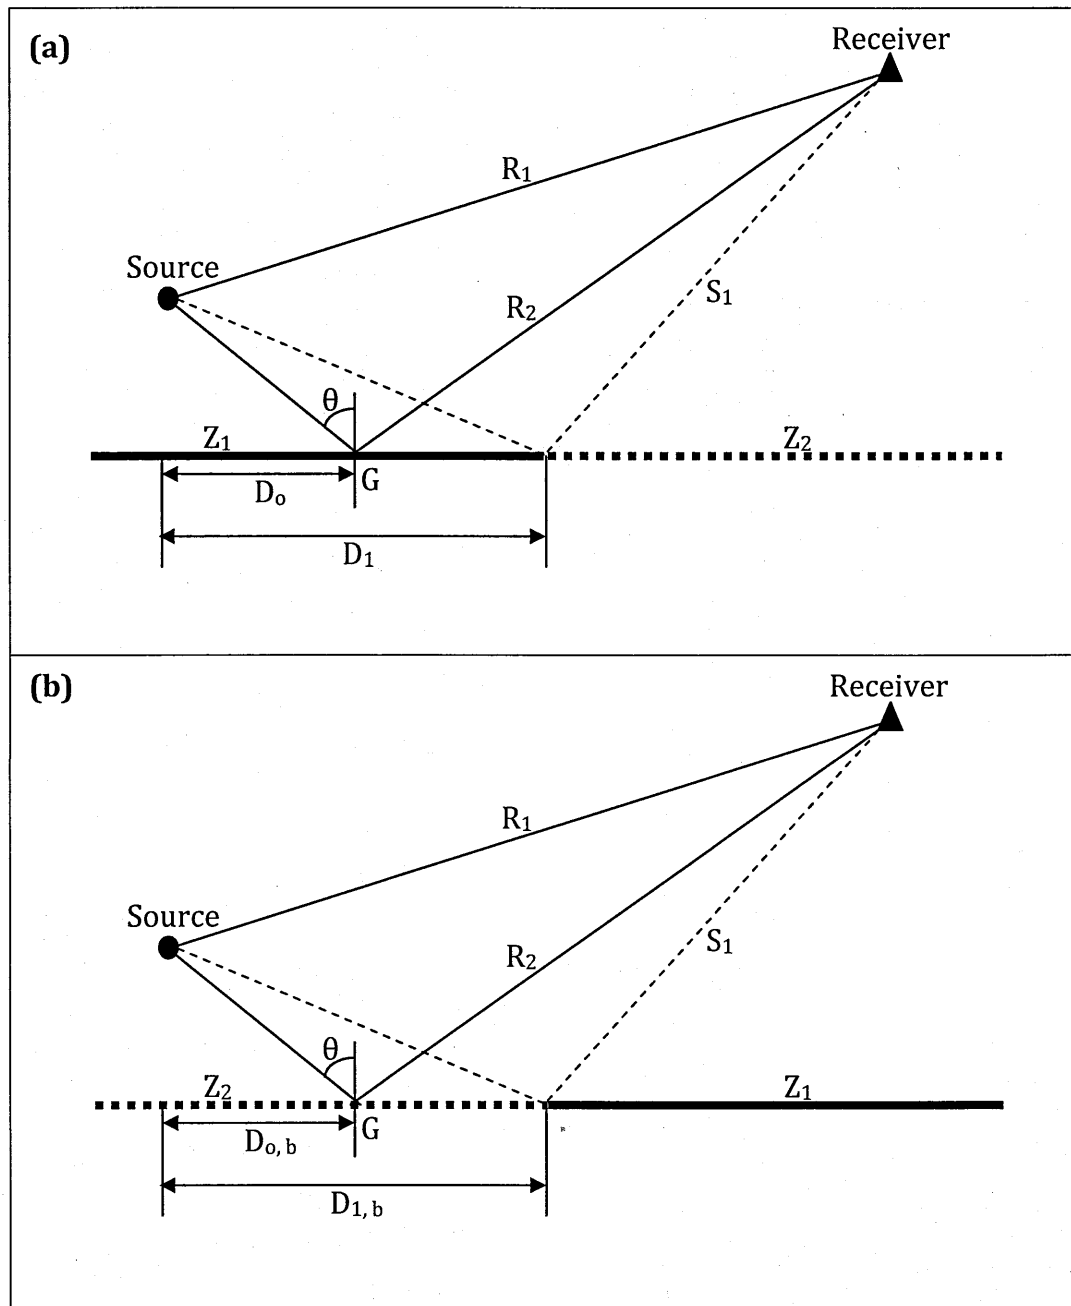 (a)
Receiver
R₁
Source
S₁
R₂
θ
Z₁
Z₂
Dₒ
G
D₁
(b)
Receiver
R₁
Source
S₁
R₂
θ
Z₂
Z₁
Dₒ, b
G
D₁, b